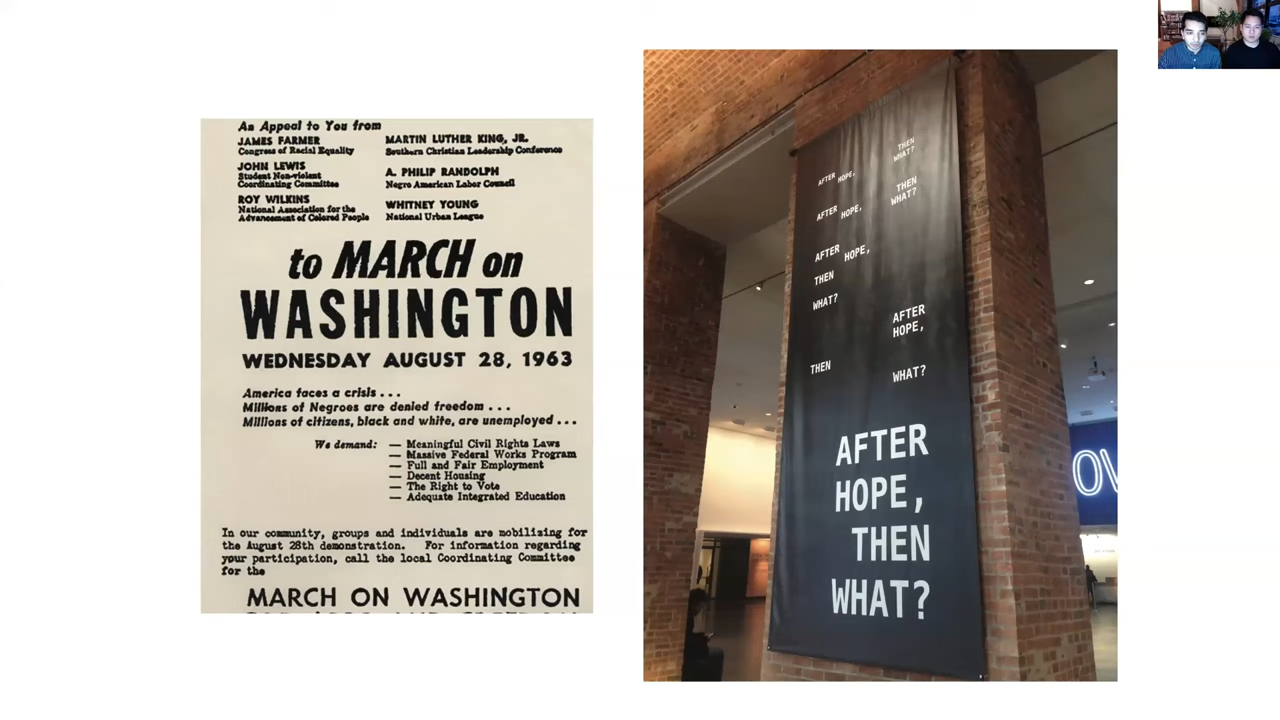 An Appeal to You from
JAMES FARMER
Congress of Racial Equality
JOHN LEWIS
Student Non-violent
Coordinating Committee
ROY WILKINS
National Association for the
Advancement of Colored People
MARTIN LUTHER KING, JR.
Southern Christian Leadership Conference
A. PHILIP RANDOLPH
Negro American Labor Council
WHITNEY YOUNG
National Urban League
to MARCH on
WASHINGTON
WEDNESDAY AUGUST 28, 1963
America faces a crisis . . .
Millions of Negroes are denied freedom . . .
Millions of citizens, black and white, are unemployed . . .
We demand: — Meaningful Civil Rights Laws
— Massive Federal Works Program
— Full and Fair Employment
— Decent Housing
— The Right to Vote
— Adequate Integrated Education
In our community, groups and individuals are mobilizing for
the August 28th demonstration. For information regarding
your participation, call the local Coordinating Committee
for the
MARCH ON WASHINGTON
THEN
WHAT?
AFTER HOPE,
THEN
WHAT?
AFTER HOPE,
AFTER HOPE,
THEN
WHAT?
AFTER
HOPE,
THEN WHAT?
AFTER
HOPE,
THEN
WHAT?
OV